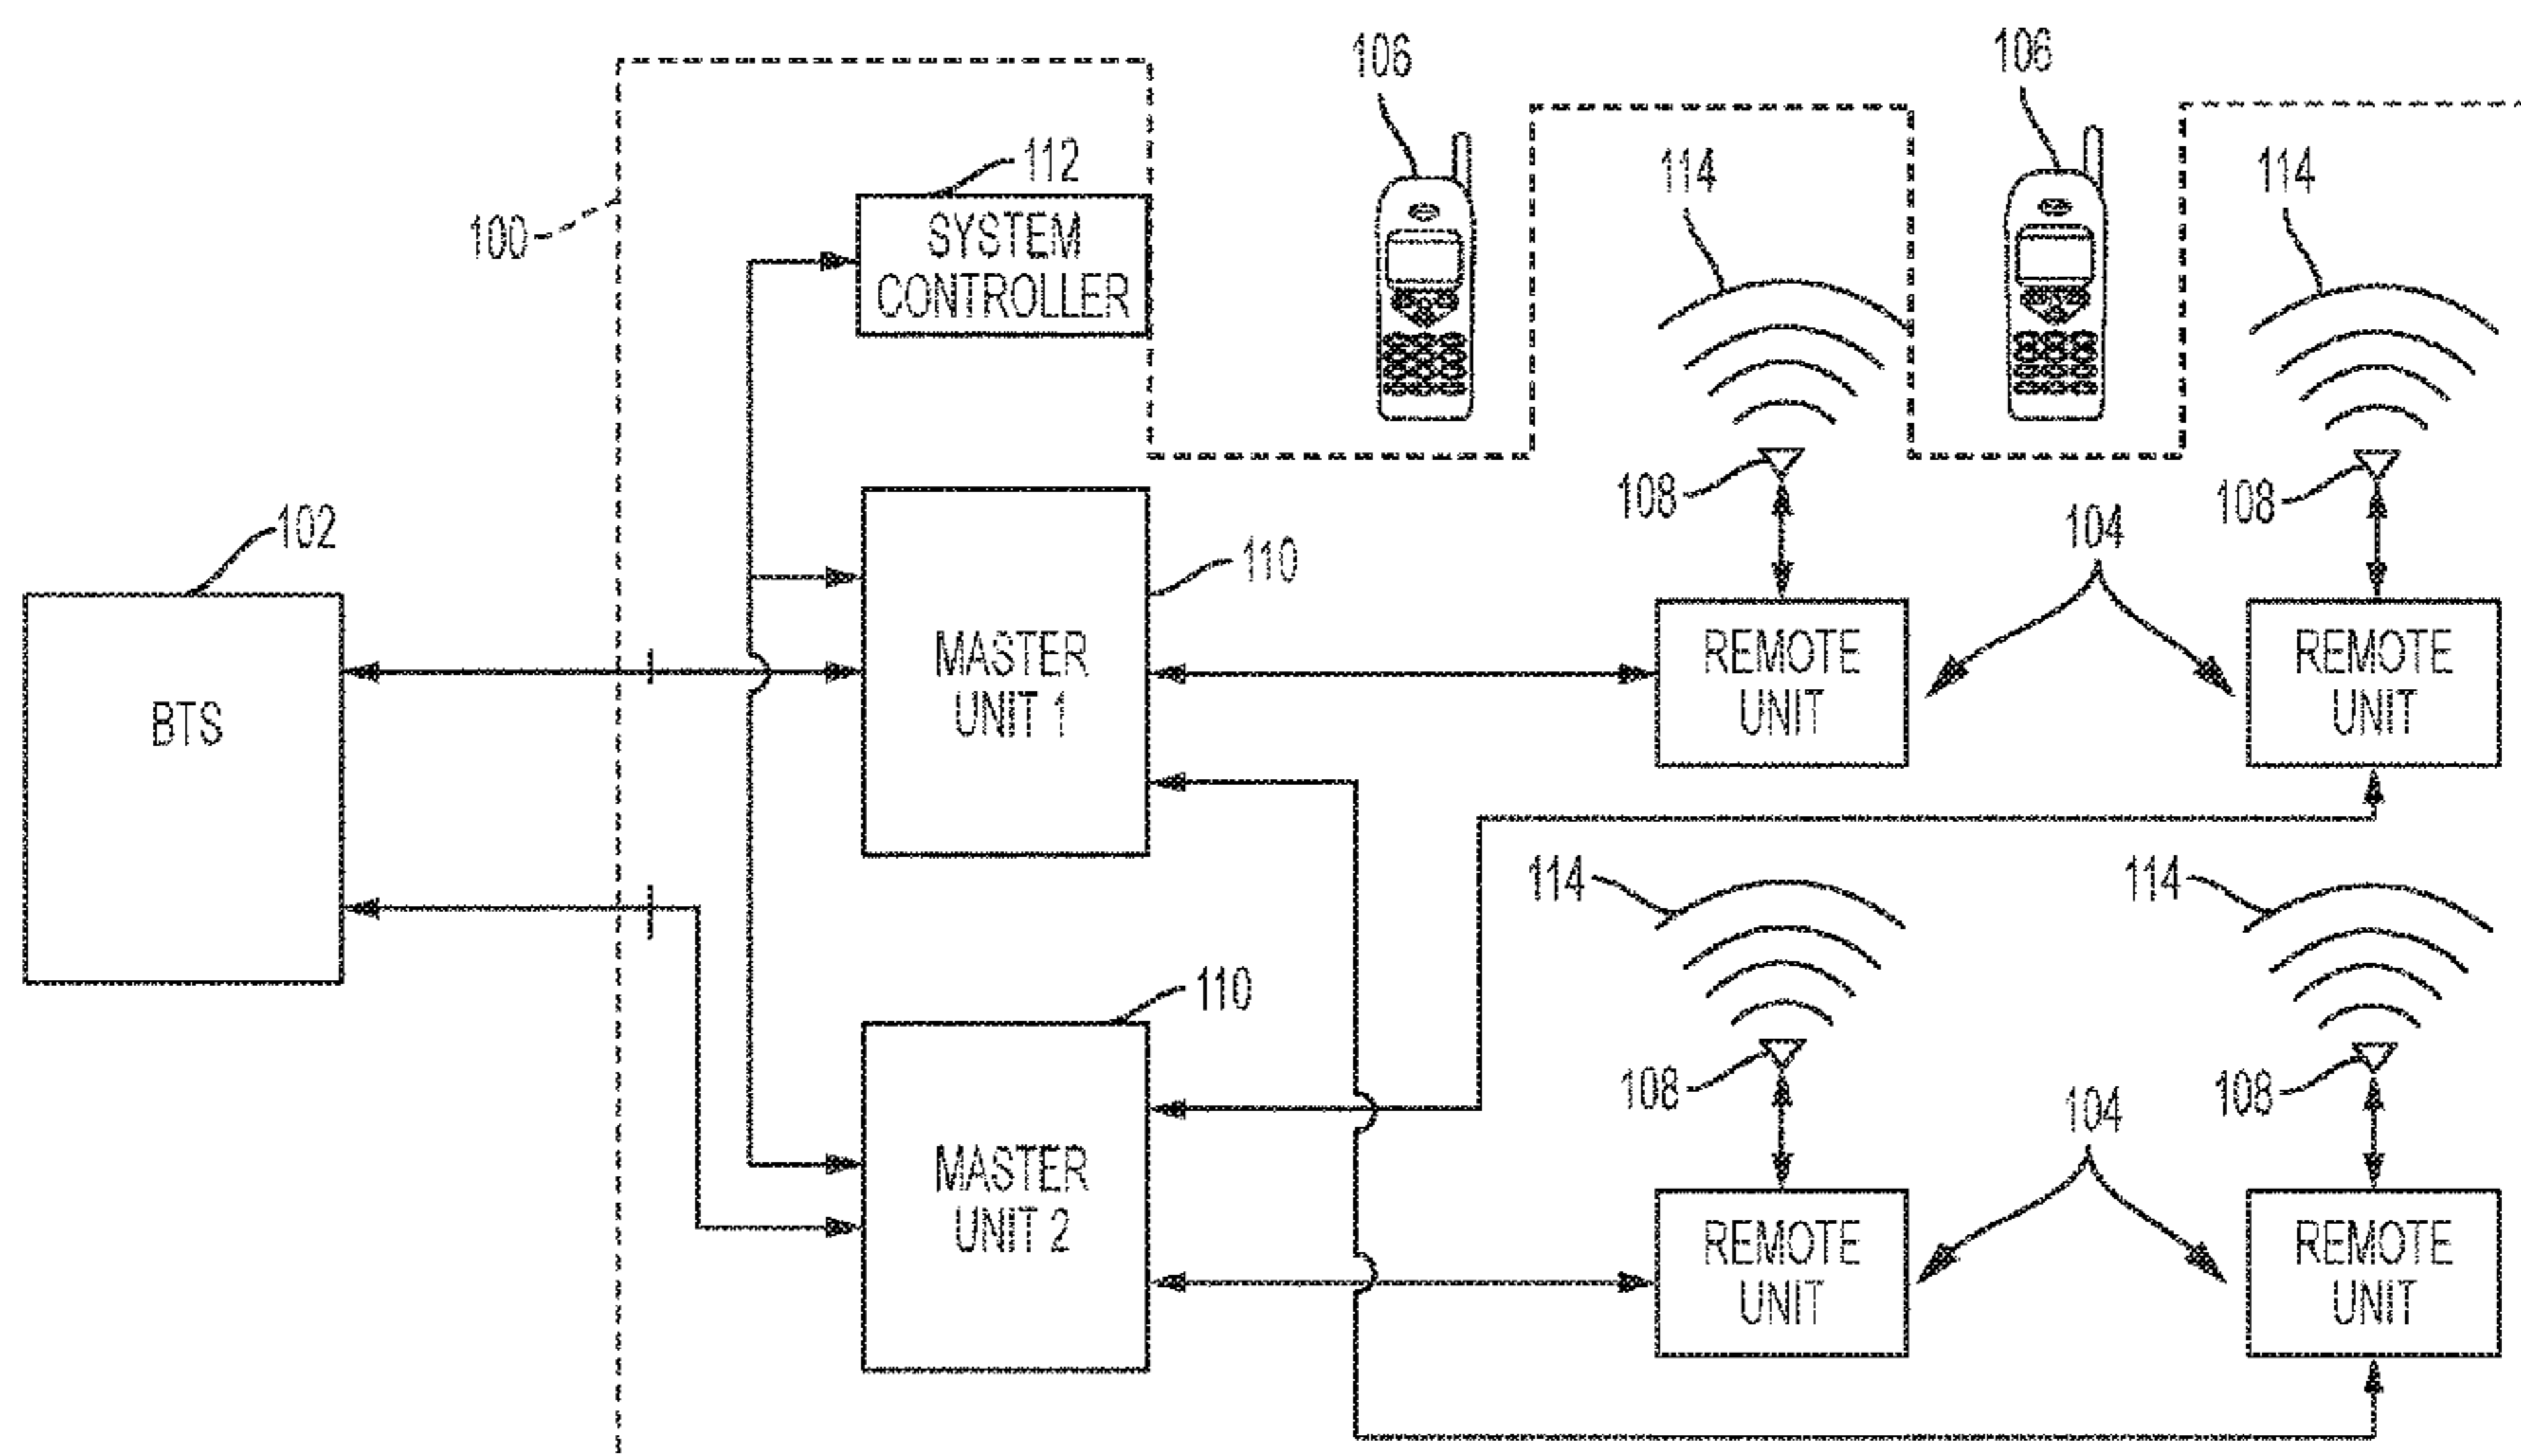 106
106
112
114
114
100
SYSTEM
CONTROLLER
108
108
102
110
104
BTS
MASTER
UNIT 1
REMOTE
UNIT
REMOTE
UNIT
114
114
110
108
108
104
MASTER
UNIT 2
REMOTE
UNIT
REMOTE
UNIT